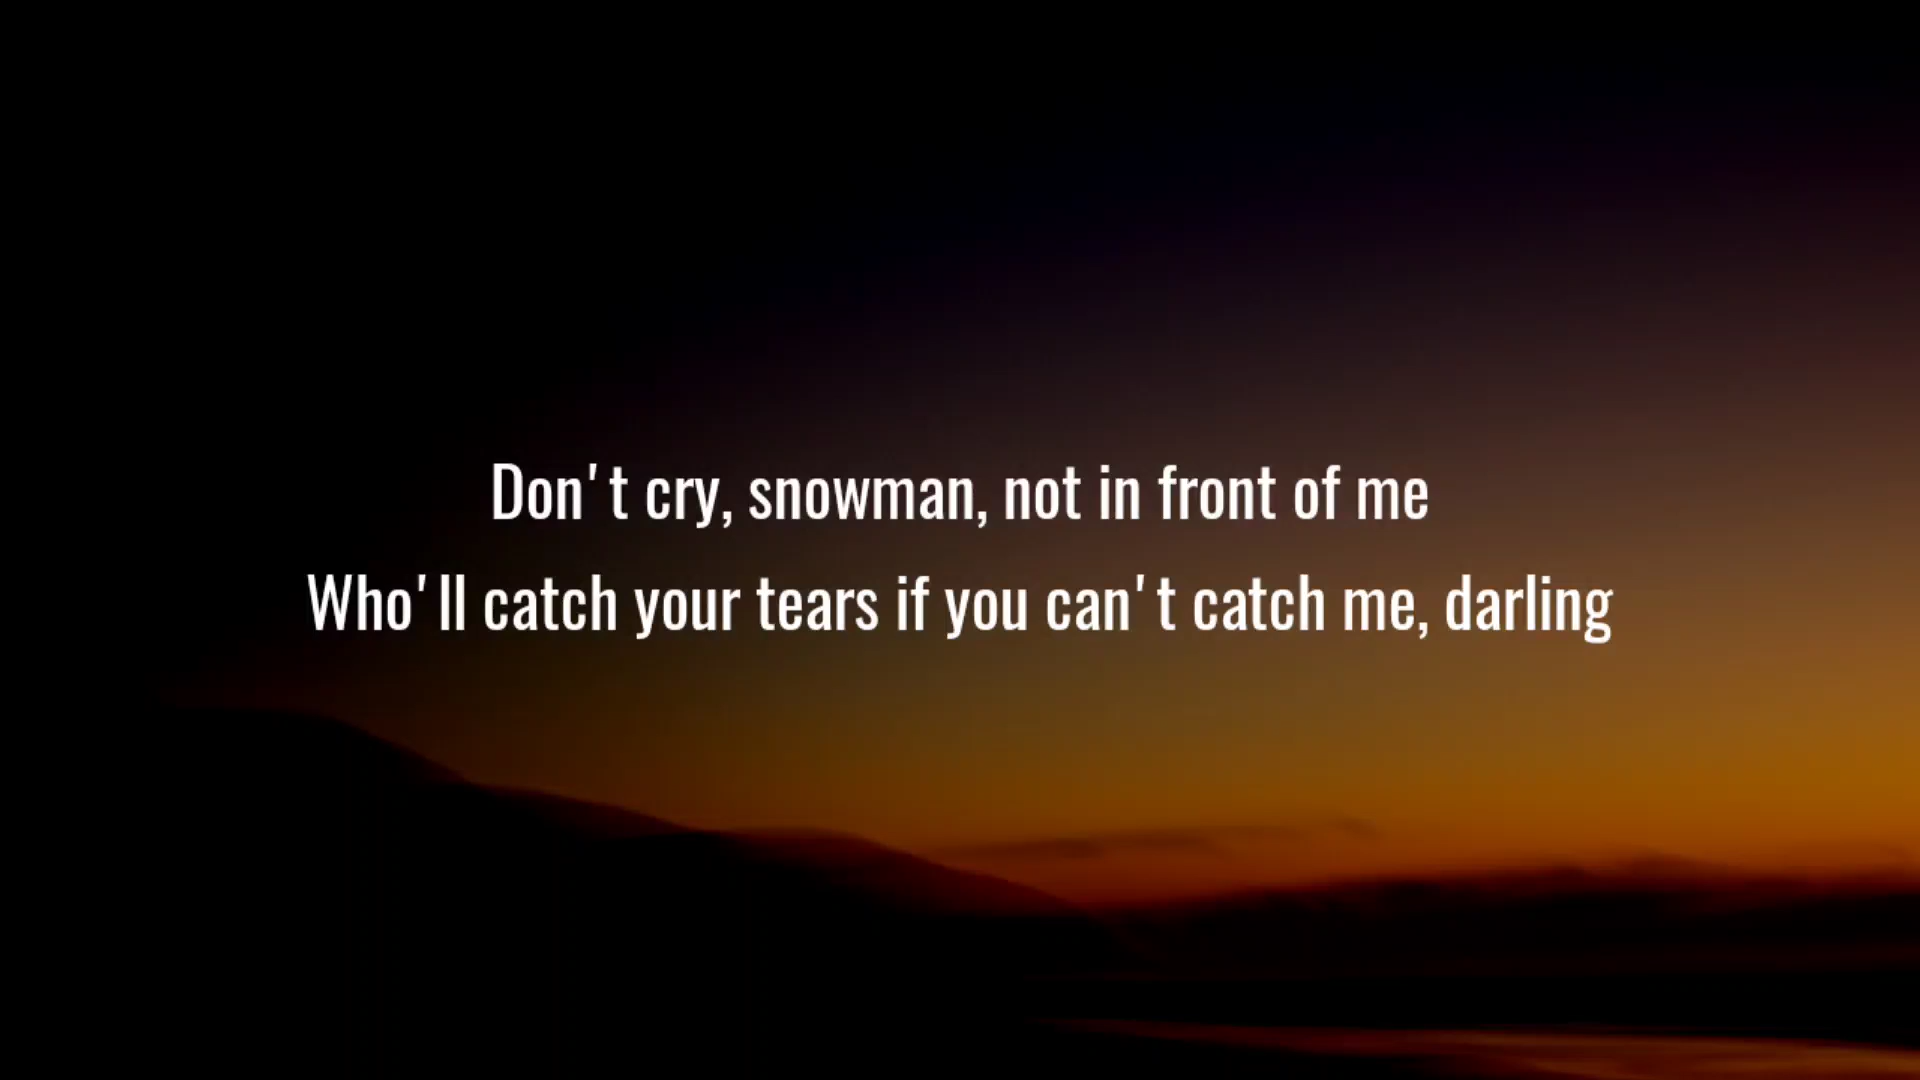 Don't cry, snowman, not in front of me
Who'll catch your tears if you can't catch me, darling